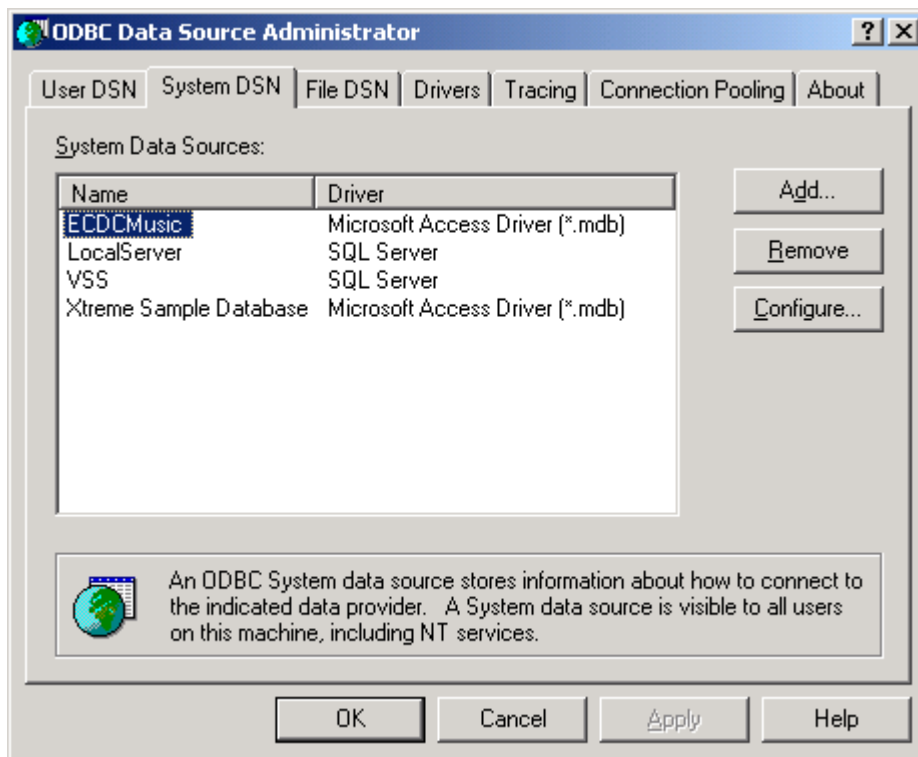 ODBC Data Source Administrator
User DSN System DSN File DSN Drivers Tracing Connection Pooling About
System Data Sources:
Name Driver
ECDCMusic Microsoft Access Driver (*.mdb)
LocalServer SQL Server
VSS SQL Server
Xtreme Sample Database Microsoft Access Driver (*.mdb)
Add...
Remove
Configure...
An ODBC System data source stores information about how to connect to
the indicated data provider. A System data source is visible to all users
on this machine, including NT services.
OK Cancel Apply Help